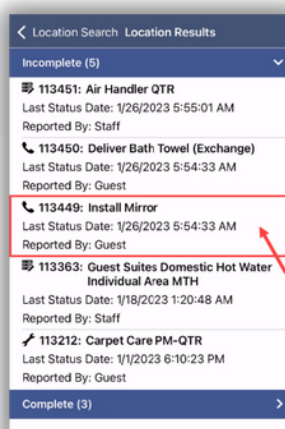 Location Search Location Results
Incomplete (5)
113451: Air Handler QTR
Last Status Date: 1/26/2023 5:55:01 AM
Reported By: Staff
113450: Deliver Bath Towel (Exchange)
Last Status Date: 1/26/2023 5:54:33 AM
Reported By: Guest
113449: Install Mirror
Last Status Date: 1/26/2023 5:54:33 AM
Reported By: Guest
113363: Guest Suites Domestic Hot Water
Individual Area MTH
Last Status Date: 1/18/2023 1:20:48 AM
Reported By: Staff
113212: Carpet Care PM-QTR
Last Status Date: 1/1/2023 6:10:23 PM
Reported By: Guest
Complete (3)